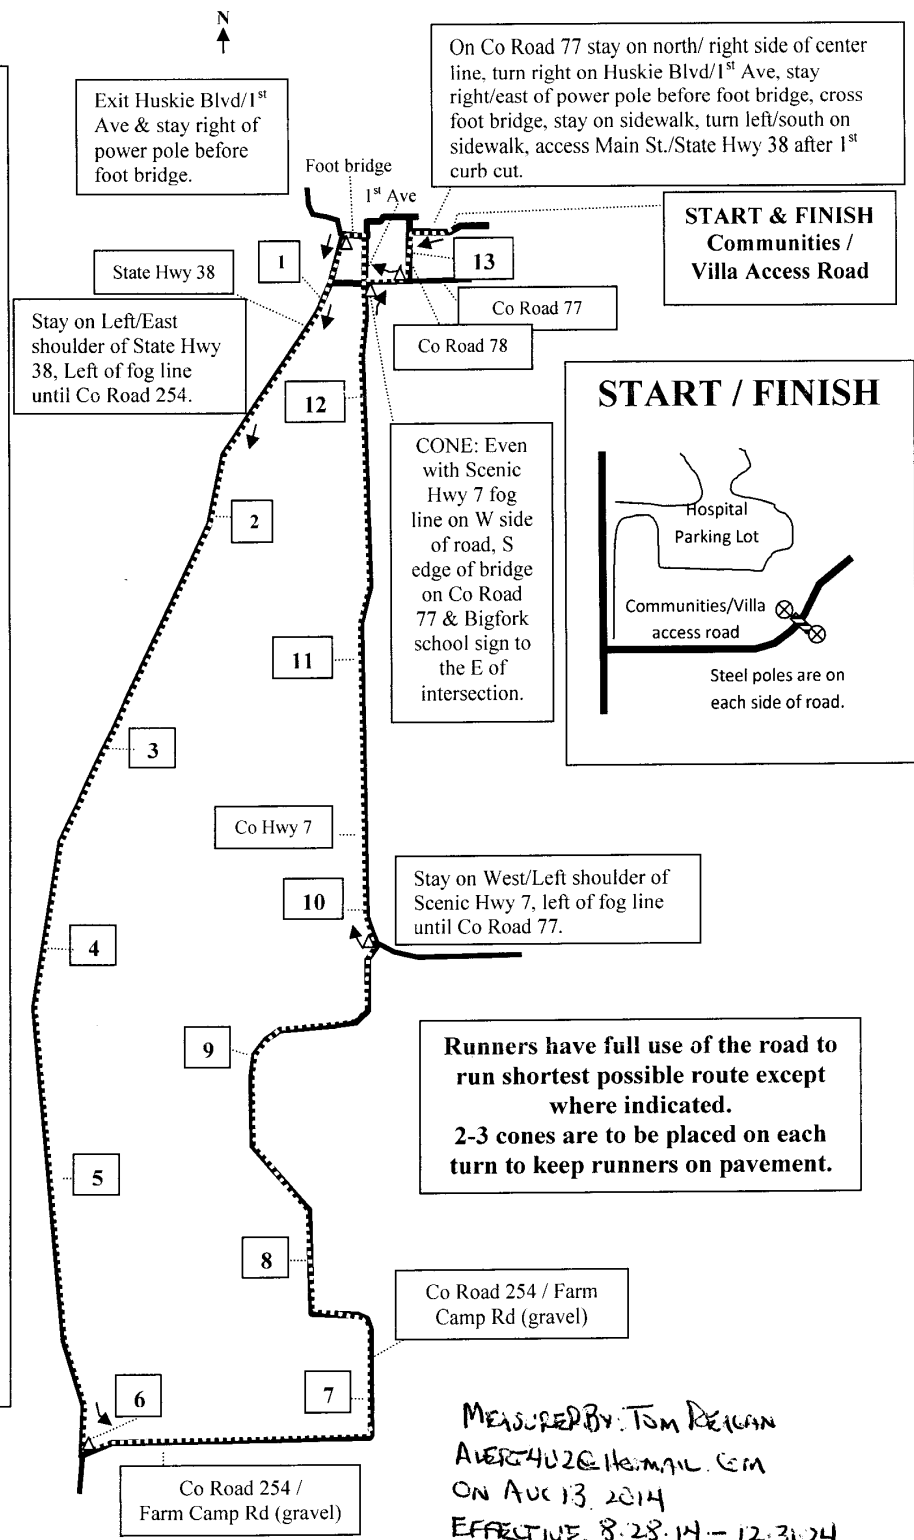 N
On Co Road 77 stay on north/ right side of center
line, turn right on Huskie Blvd/1st Ave, stay
right/east of power pole before foot bridge, cross
foot bridge, stay on sidewalk, turn left/south on
sidewalk, access Main St./State Hwy 38 after 1st
curb cut.
Exit Huskie Blvd/1st
Ave & stay right of
power pole before
foot bridge.
Foot bridge
1st Ave
START & FINISH
Communities /
Villa Access Road
1
13
State Hwy 38
Co Road 77
Co Road 78
Stay on Left/East
shoulder of State Hwy
38, Left of fog line
until Co Road 254.
12
START / FINISH
Hospital
Parking Lot
Communities/Villa
access road
Steel poles are on
each side of road.
CONE: Even
with Scenic
Hwy 7 fog
line on W side
of road, S
edge of bridge
on Co Road
77 & Bigfork
school sign to
the E of
intersection.
2
11
3
Co Hwy 7
10
Stay on West/Left shoulder of
Scenic Hwy 7, left of fog line
until Co Road 77.
4
9
Runners have full use of the road to
run shortest possible route except
where indicated.
2-3 cones are to be placed on each
turn to keep runners on pavement.
5
8
Co Road 254 / Farm
Camp Rd (gravel)
7
6
Co Road 254 /
Farm Camp Rd (gravel)
MEASURED BY: TOM REAGAN
ALERT4U2@HOTMAIL.COM
ON AUG 13, 2014
EFFECTIVE 8.28.14 - 12.31.24